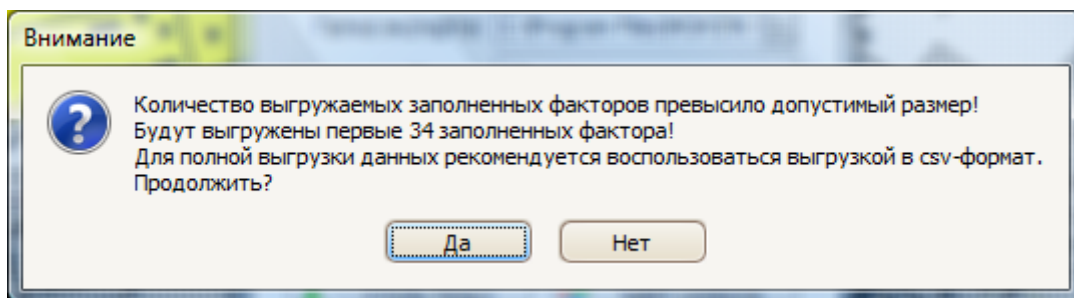 Внимание
Количество выгружаемых заполненных факторов превысило допустимый размер!
Будут выгружены первые 34 заполненных фактора!
Для полной выгрузки данных рекомендуется воспользоваться выгрузкой в csv-формат.
Продолжить?
Да
Нет